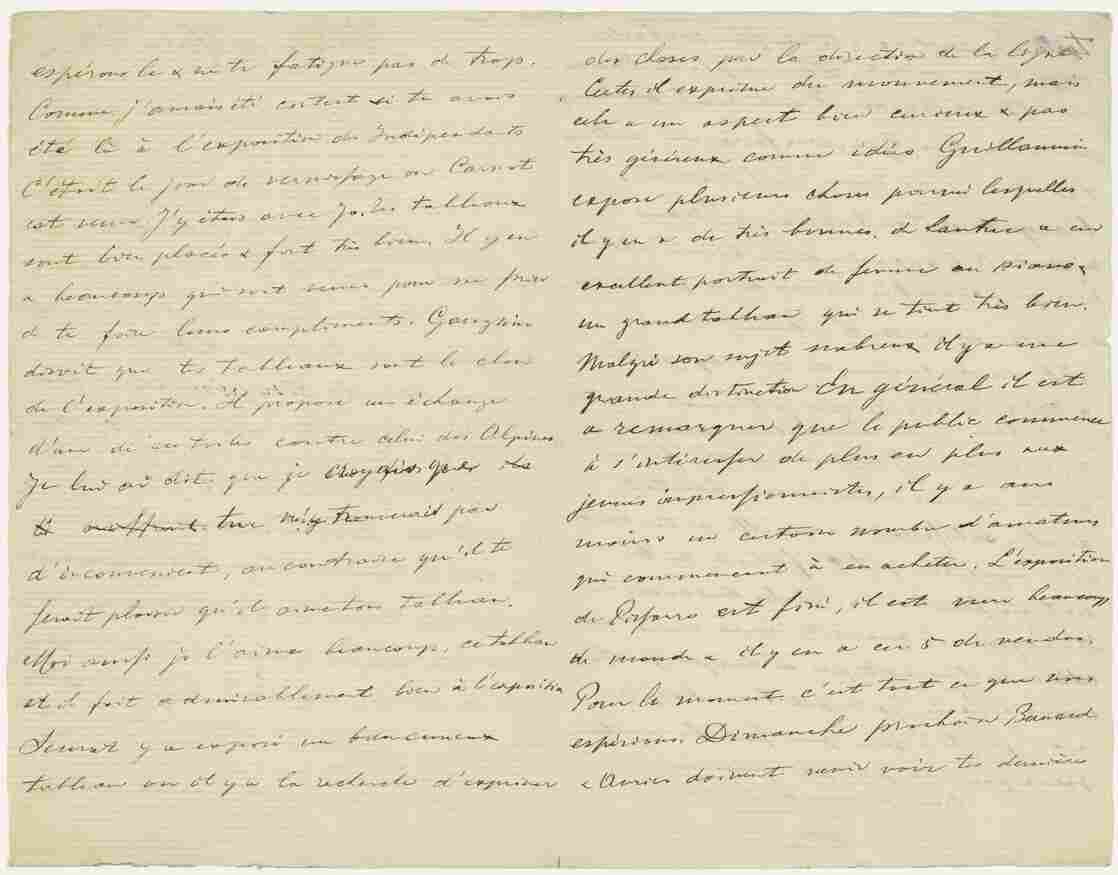 espérons le & ne te fatigue pas de trop.
Comme j'aurais été content si tu avais
été là à l'exposition des Indépendants
C'était le jour de vernissage où Carnot
est venu J'y étais avec Jo. tes tableaux
sont bien placés & font très bien. Il y en
a beaucoup qui sont venus pour me prier
de te faire leurs compliments. Gauguin
disait que tes tableaux sont le clou
de l'exposition. Il propose un échange
d'une de ses toiles contre celui des Alpines
Je lui ai dit que je croyais que
tu n'y trouverais pas
d'inconvenient, au contraire qu'il te
ferait plaisir qu'il aime ton tableau.
Moi aussi je l'aime beaucoup, ce tableau
et il fait admirablement bien à l'exposition
Seurat y a exposé un bien curieux
tableau où il y a la recherche d'exprimer
des choses par la direction de la ligne
Certes il exprime du mouvement, mais
cela a un aspect bien curieux & pas
très généreux comme idées Guillaumin
expose plusieurs choses parmi lesquelles
il y en a de très bonnes. de Lautrec a un
excellent portrait de femme au piano &
un grand tableau qui se tient très bien.
Malgré son sujet scabreux il y a une
grande distinction En général il est
a remarquer que le public commence
à s'intéresser de plus en plus aux
jeunes impressionnistes, il y a au
moins un certain nombre d'amateurs
qui commencent à en acheter. L'exposition
de Pissarro est fini, il est venu beaucoup
de monde & il y en a eu 5 de vendus.
Pour le moment c'est tout ce que nous
espérions. Dimanche prochain Bernard
& Aurier doivent venir voir tes dernières